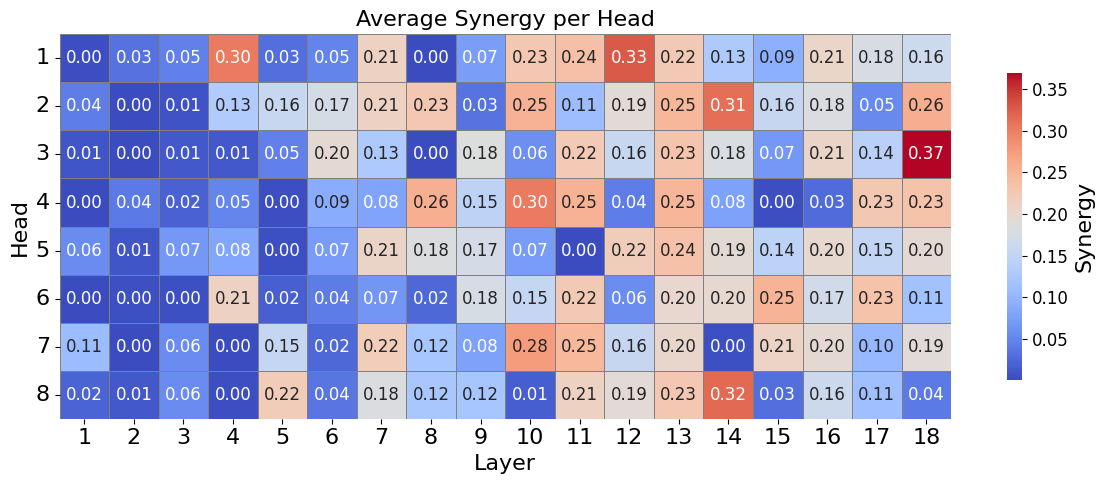 Average Synergy per Head
1 0.00 0.03 0.05 0.30 0.03 0.05 0.21 0.00 0.07 0.23 0.24 0.33 0.22 0.13 0.09 0.21 0.18 0.16
2 0.04 0.00 0.01 0.13 0.16 0.17 0.21 0.23 0.03 0.25 0.11 0.19 0.25 0.31 0.16 0.18 0.05 0.26
3 0.01 0.00 0.01 0.01 0.05 0.20 0.13 0.00 0.18 0.06 0.22 0.16 0.23 0.18 0.07 0.21 0.14 0.37
4 0.00 0.04 0.02 0.05 0.00 0.09 0.08 0.26 0.15 0.30 0.25 0.04 0.25 0.08 0.00 0.03 0.23 0.23
5 0.06 0.01 0.07 0.08 0.00 0.07 0.21 0.18 0.17 0.07 0.00 0.22 0.24 0.19 0.14 0.20 0.15 0.20
6 0.00 0.00 0.00 0.21 0.02 0.04 0.07 0.02 0.18 0.15 0.22 0.06 0.20 0.20 0.25 0.17 0.23 0.11
7 0.11 0.00 0.06 0.00 0.15 0.02 0.22 0.12 0.08 0.28 0.25 0.16 0.20 0.00 0.21 0.20 0.10 0.19
8 0.02 0.01 0.06 0.00 0.22 0.04 0.18 0.12 0.12 0.01 0.21 0.19 0.23 0.32 0.03 0.16 0.11 0.04
1 2 3 4 5 6 7 8 9 10 11 12 13 14 15 16 17 18
Layer
Head
0.35
0.30
0.25
0.20
0.15
0.10
0.05
Synergy